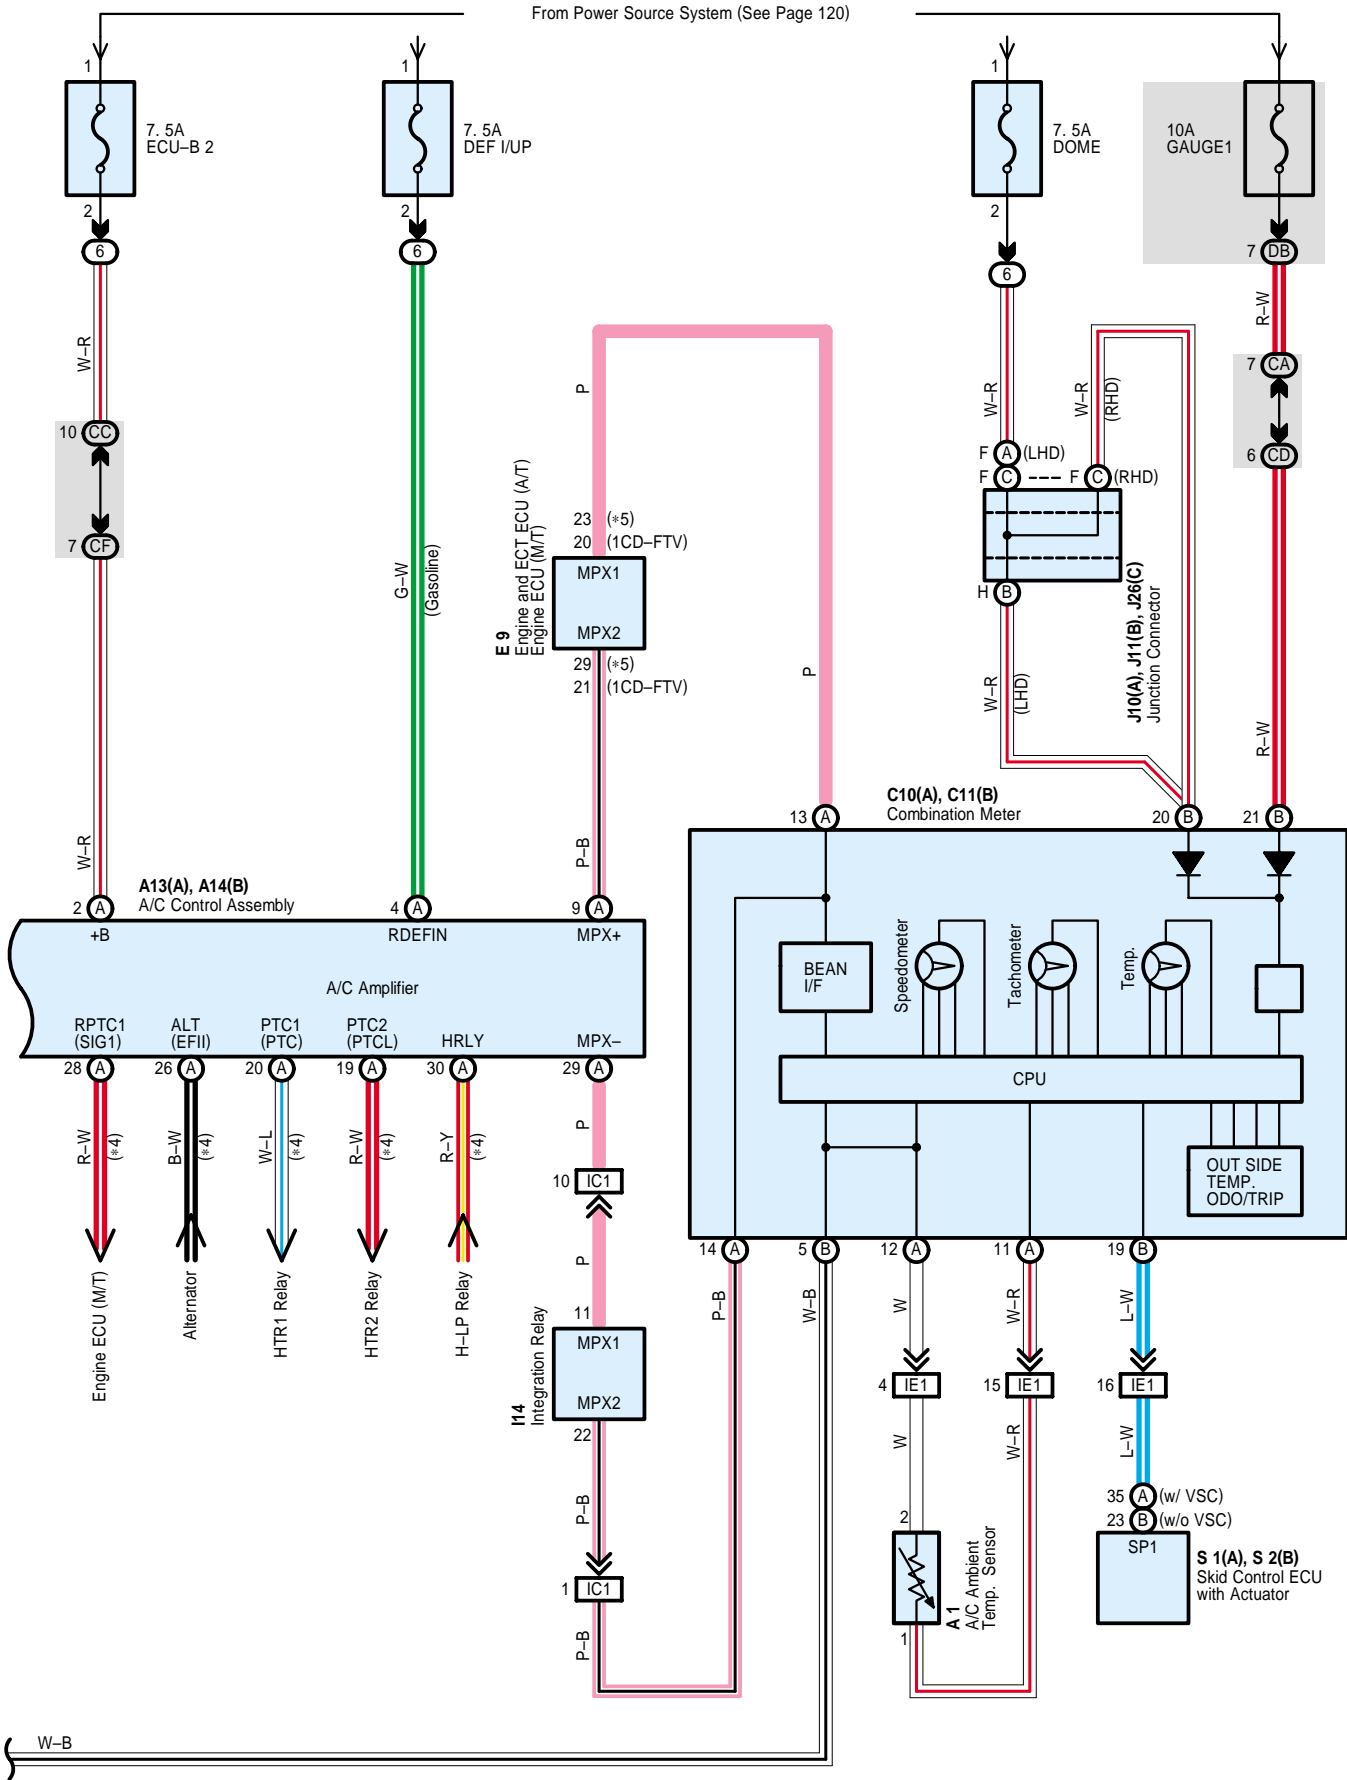 From Power Source System (See Page 120)
1
1
1
7. 5A
ECU–B 2
7. 5A
DEF I/UP
7. 5A
DOME
10A
GAUGE1
2
2
2
6
6
6
7 DB
W–R
R–W
7 CA
P
W–R
W–R
(RHD)
10 CC
F A (LHD)
F C
F C (RHD)
6 CD
7 CF
G–W
(Gasoline)
23 (∗5)
20 (1CD–FTV)
MPX1
MPX2
E 9
Engine and ECT ECU (A/T)
Engine ECU (M/T)
29 (∗5)
21 (1CD–FTV)
H B
J10(A), J11(B), J26(C)
Junction Connector
P
W–R
(LHD)
R–W
C10(A), C11(B)
Combination Meter
13 A
20 B
21 B
W–R
P–B
A13(A), A14(B)
A/C Control Assembly
2 A
4 A
9 A
+B
RDEFIN
MPX+
A/C Amplifier
BEAN
I/F
Speedometer
Tachometer
Temp.
RPTC1
(SIG1)
ALT
(EFII)
PTC1
(PTC)
PTC2
(PTCL)
HRLY
MPX–
28 A
26 A
20 A
19 A
30 A
29 A
CPU
R–W
(∗4)
B–W
(∗4)
W–L
(∗4)
R–W
(∗4)
R–Y
(∗4)
P
10 IC1
OUT SIDE
TEMP.
ODO/TRIP
14 A
5 B
12 A
11 A
19 B
P
Engine ECU (M/T)
Alternator
HTR1 Relay
HTR2 Relay
H–LP Relay
P–B
W–B
W
W–R
L–W
11
MPX1
MPX2
I14
Integration Relay
22
4 IE1
15 IE1
16 IE1
W
W–R
L–W
P–B
35 A (w/ VSC)
23 B (w/o VSC)
2
SP1
S 1(A), S 2(B)
Skid Control ECU
with Actuator
1 IC1
A 1
A/C Ambient
Temp. Sensor
1
P–B
W–B